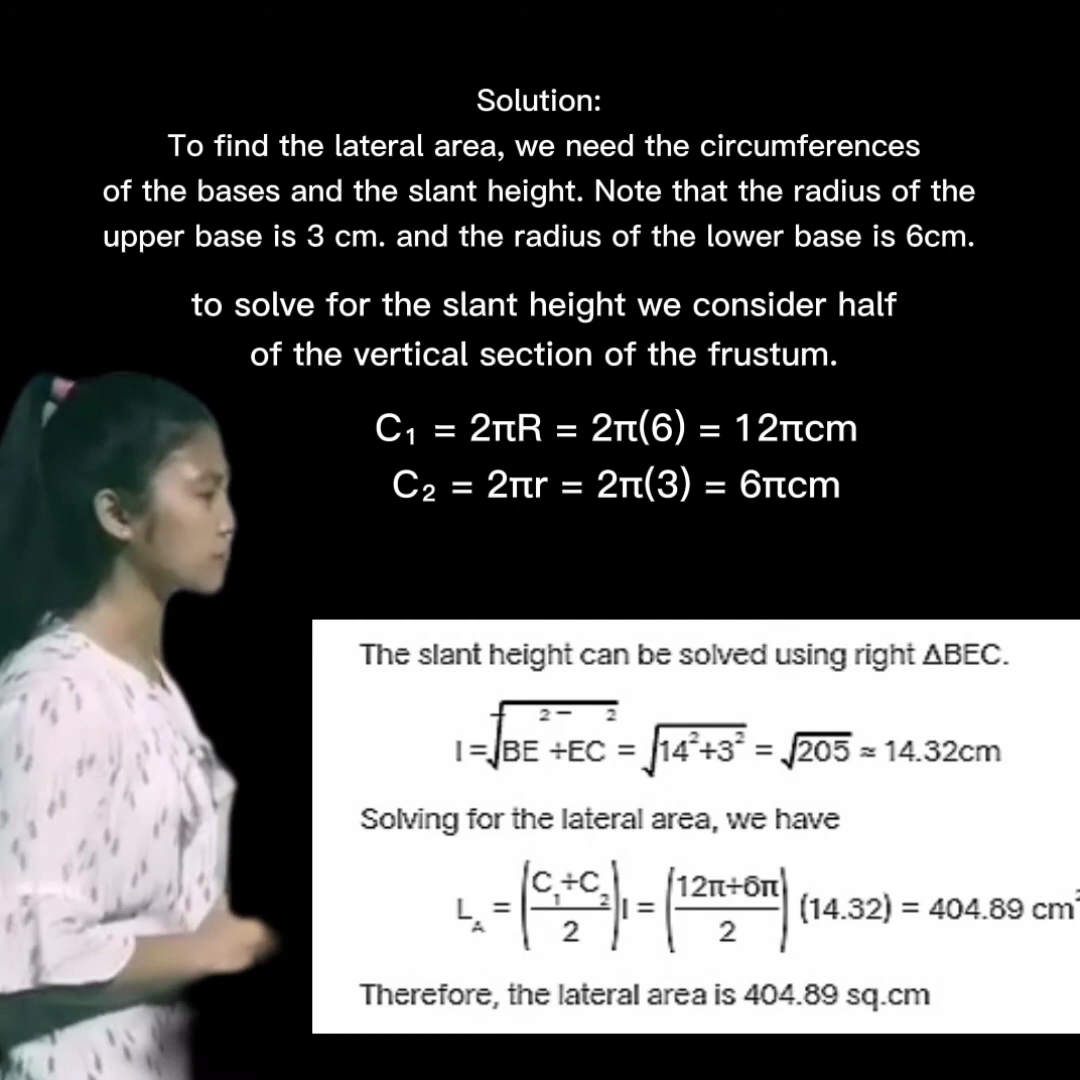 Solution:
To find the lateral area, we need the circumferences
of the bases and the slant height. Note that the radius of the
upper base is 3 cm. and the radius of the lower base is 6cm.
to solve for the slant height we consider half
of the vertical section of the frustum.
C₁ = 2πR = 2π(6) = 12πcm
C₂ = 2πr = 2π(3) = 6πcm
The slant height can be solved using right ΔBEC.
l = √(BE² + EC²) = √(14²+3²) = √205 ≈ 14.32cm
Solving for the lateral area, we have
L_A = ((C₁+C₂)/2) l = ((12π+6π)/2) (14.32) = 404.89 cm²
Therefore, the lateral area is 404.89 sq.cm